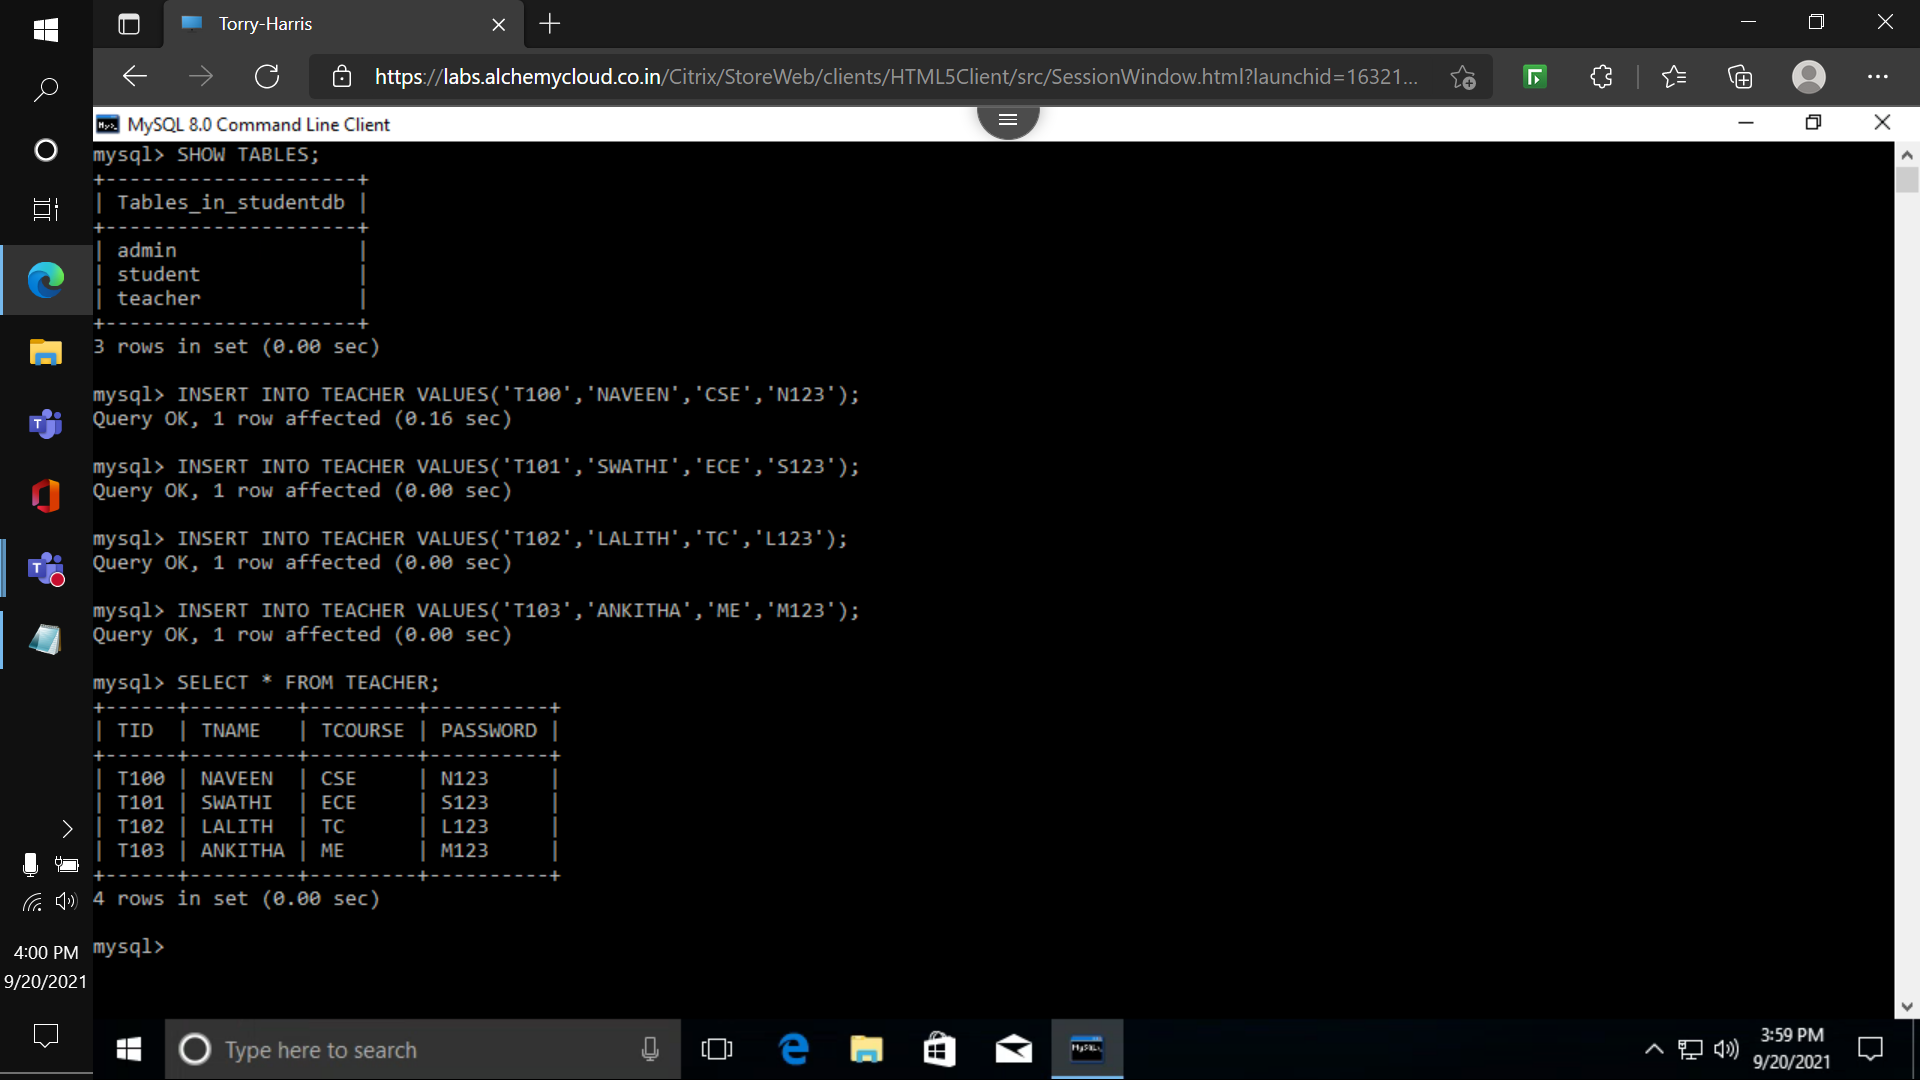 Torry-Harris
https://labs.alchemycloud.co.in/Citrix/StoreWeb/clients/HTML5Client/src/SessionWindow.html?launchid=16321...
MySQL 8.0 Command Line Client
mysql> SHOW TABLES;
+---------------------+
| Tables_in_studentdb |
+---------------------+
| admin               |
| student             |
| teacher             |
+---------------------+
3 rows in set (0.00 sec)
mysql> INSERT INTO TEACHER VALUES('T100','NAVEEN','CSE','N123');
Query OK, 1 row affected (0.16 sec)
mysql> INSERT INTO TEACHER VALUES('T101','SWATHI','ECE','S123');
Query OK, 1 row affected (0.00 sec)
mysql> INSERT INTO TEACHER VALUES('T102','LALITH','TC','L123');
Query OK, 1 row affected (0.00 sec)
mysql> INSERT INTO TEACHER VALUES('T103','ANKITHA','ME','M123');
Query OK, 1 row affected (0.00 sec)
mysql> SELECT * FROM TEACHER;
+------+---------+---------+----------+
| TID  | TNAME   | TCOURSE | PASSWORD |
+------+---------+---------+----------+
| T100 | NAVEEN  | CSE     | N123     |
| T101 | SWATHI  | ECE     | S123     |
| T102 | LALITH  | TC      | L123     |
| T103 | ANKITHA | ME      | M123     |
+------+---------+---------+----------+
4 rows in set (0.00 sec)
mysql>
4:00 PM
9/20/2021
Type here to search
3:59 PM
9/20/2021